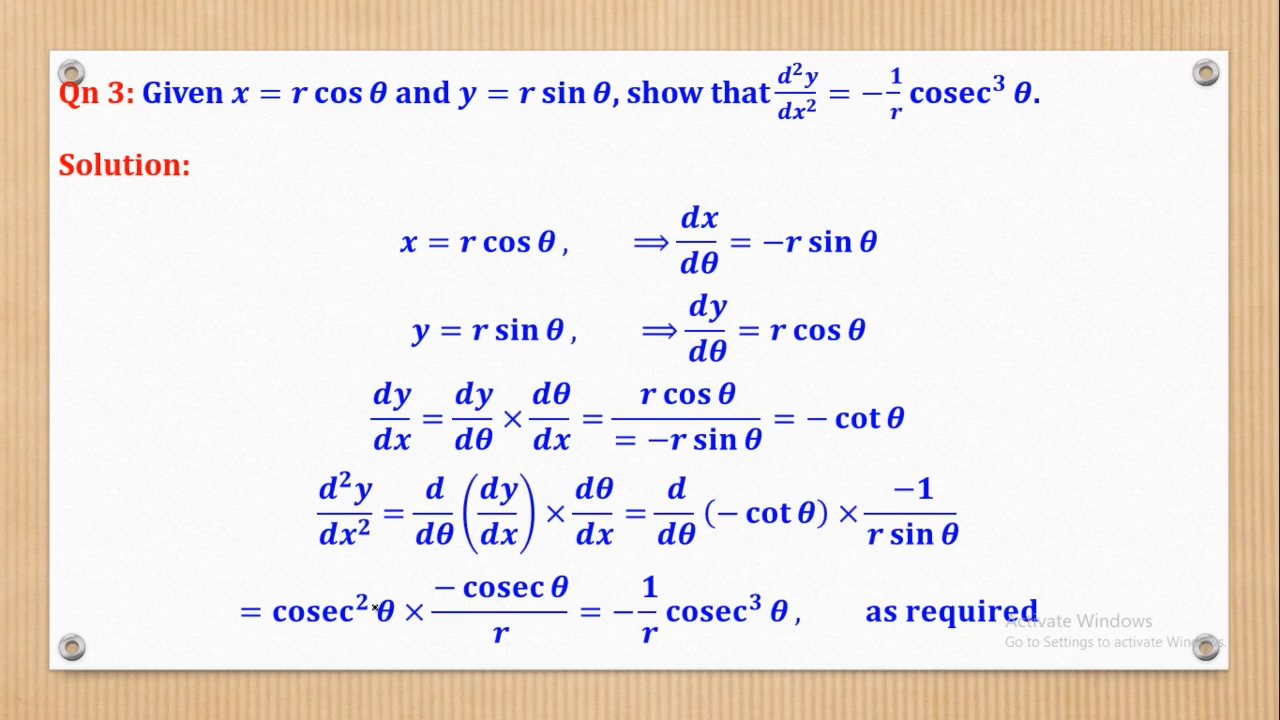 Qn 3: Given x = r cos θ and y = r sin θ, show that d²y/dx² = −1/r cosec³ θ.
Solution:
x = r cos θ , ⟹ dx/dθ = −r sin θ
y = r sin θ , ⟹ dy/dθ = r cos θ
dy/dx = dy/dθ × dθ/dx = r cos θ / = −r sin θ = − cot θ
d²y/dx² = d/dθ (dy/dx) × dθ/dx = d/dθ (− cot θ) × −1/r sin θ
= cosec² θ × − cosec θ/r = −1/r cosec³ θ , as required
Activate Windows
Go to Settings to activate Windows.